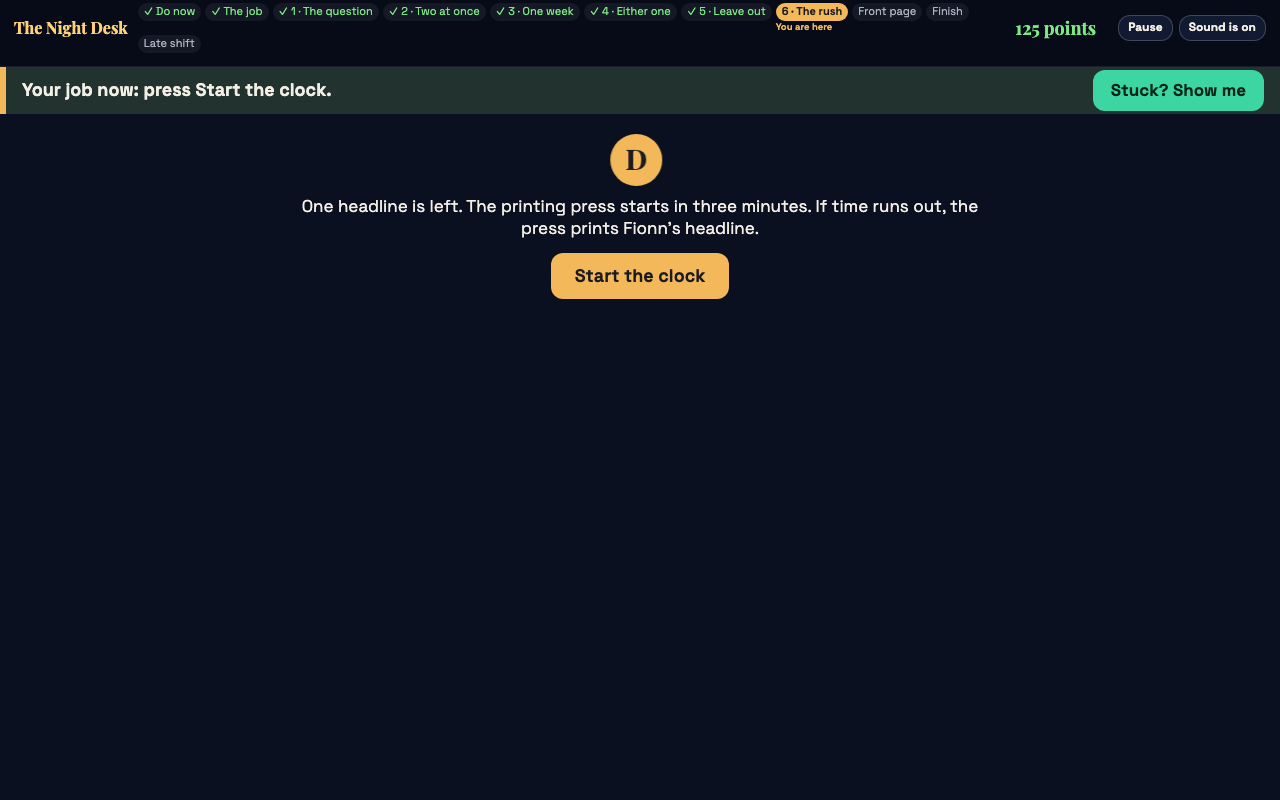 The Night Desk
✓ Do now ✓ The job ✓ 1 · The question ✓ 2 · Two at once ✓ 3 · One week ✓ 4 · Either one ✓ 5 · Leave out 6 · The rush Front page Finish
You are here
Late shift
125 points
Pause
Sound is on
Your job now: press Start the clock.
Stuck? Show me
D
One headline is left. The printing press starts in three minutes. If time runs out, the
press prints Fionn’s headline.
Start the clock